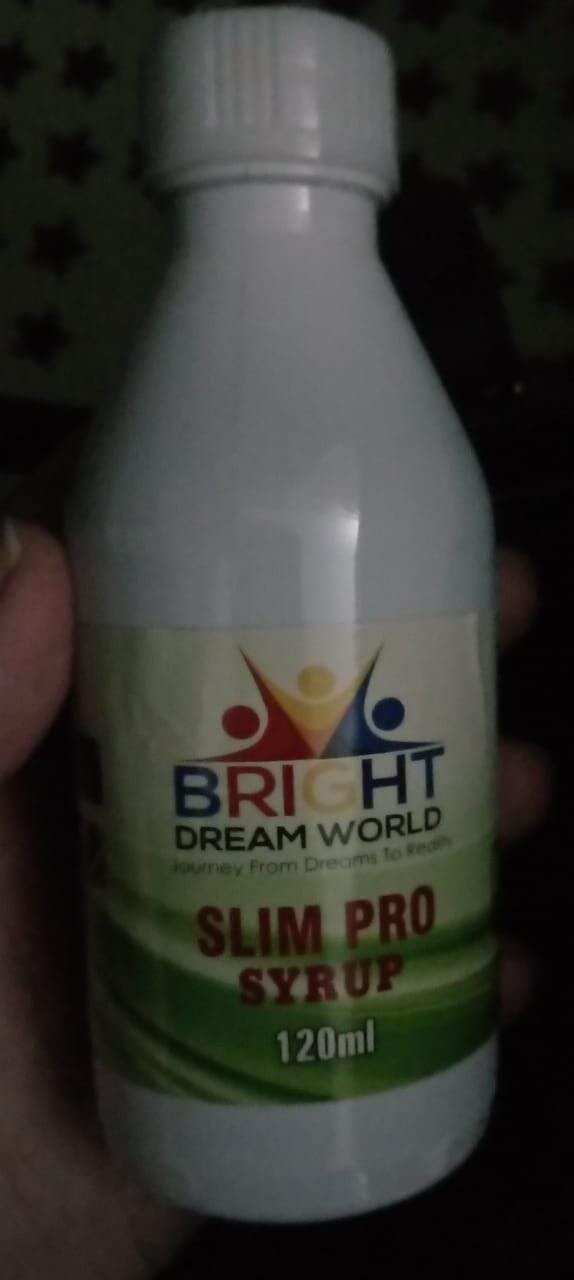 BRIGHT
DREAM WORLD
Journey From Dreams To Reality
SLIM PRO
SYRUP
120ml